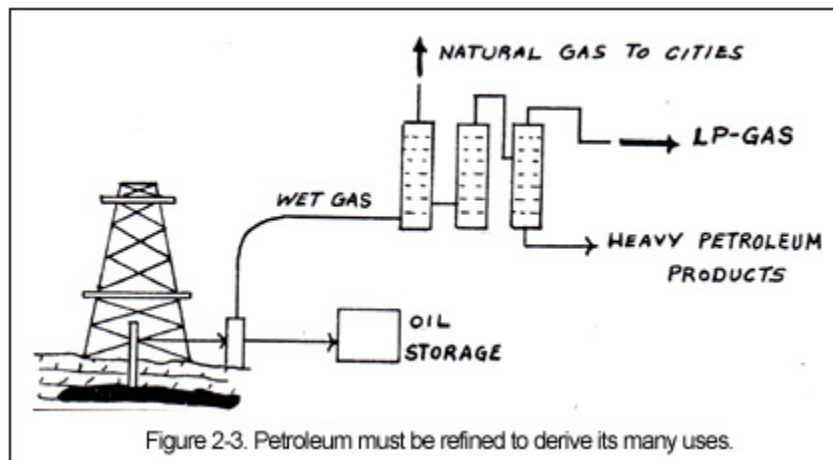 NATURAL GAS TO CITIES
LP-GAS
WET GAS
HEAVY PETROLEUM
PRODUCTS
OIL
STORAGE
Figure 2-3. Petroleum must be refined to derive its many uses.